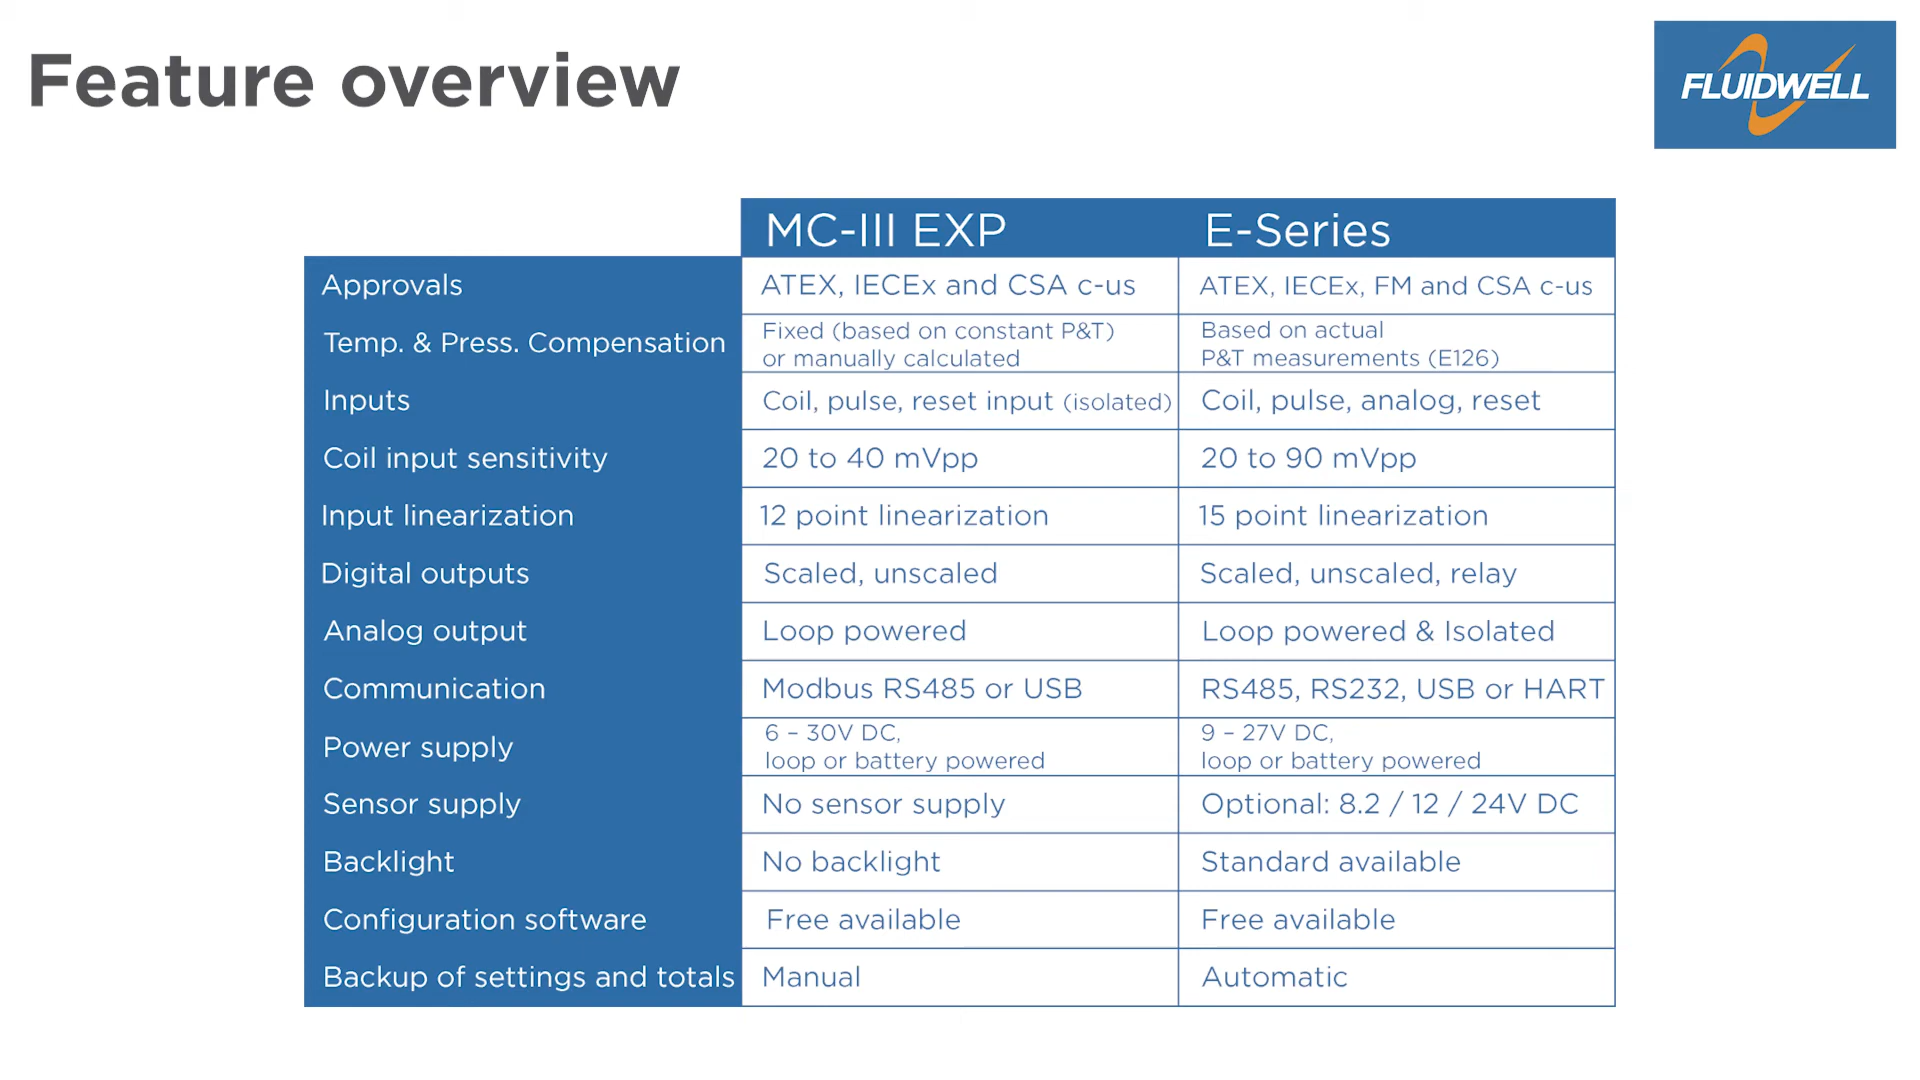 Feature overview
FLUIDWELL
MC-III EXP E-Series
Approvals ATEX, IECEx and CSA c-us ATEX, IECEx, FM and CSA c-us
Temp. & Press. Compensation Fixed (based on constant P&T) Based on actual
or manually calculated P&T measurements (E126)
Inputs Coil, pulse, reset input (isolated) Coil, pulse, analog, reset
Coil input sensitivity 20 to 40 mVpp 20 to 90 mVpp
Input linearization 12 point linearization 15 point linearization
Digital outputs Scaled, unscaled Scaled, unscaled, relay
Analog output Loop powered Loop powered & Isolated
Communication Modbus RS485 or USB RS485, RS232, USB or HART
Power supply 6 – 30V DC, 9 – 27V DC,
loop or battery powered loop or battery powered
Sensor supply No sensor supply Optional: 8.2 / 12 / 24V DC
Backlight No backlight Standard available
Configuration software Free available Free available
Backup of settings and totals Manual Automatic